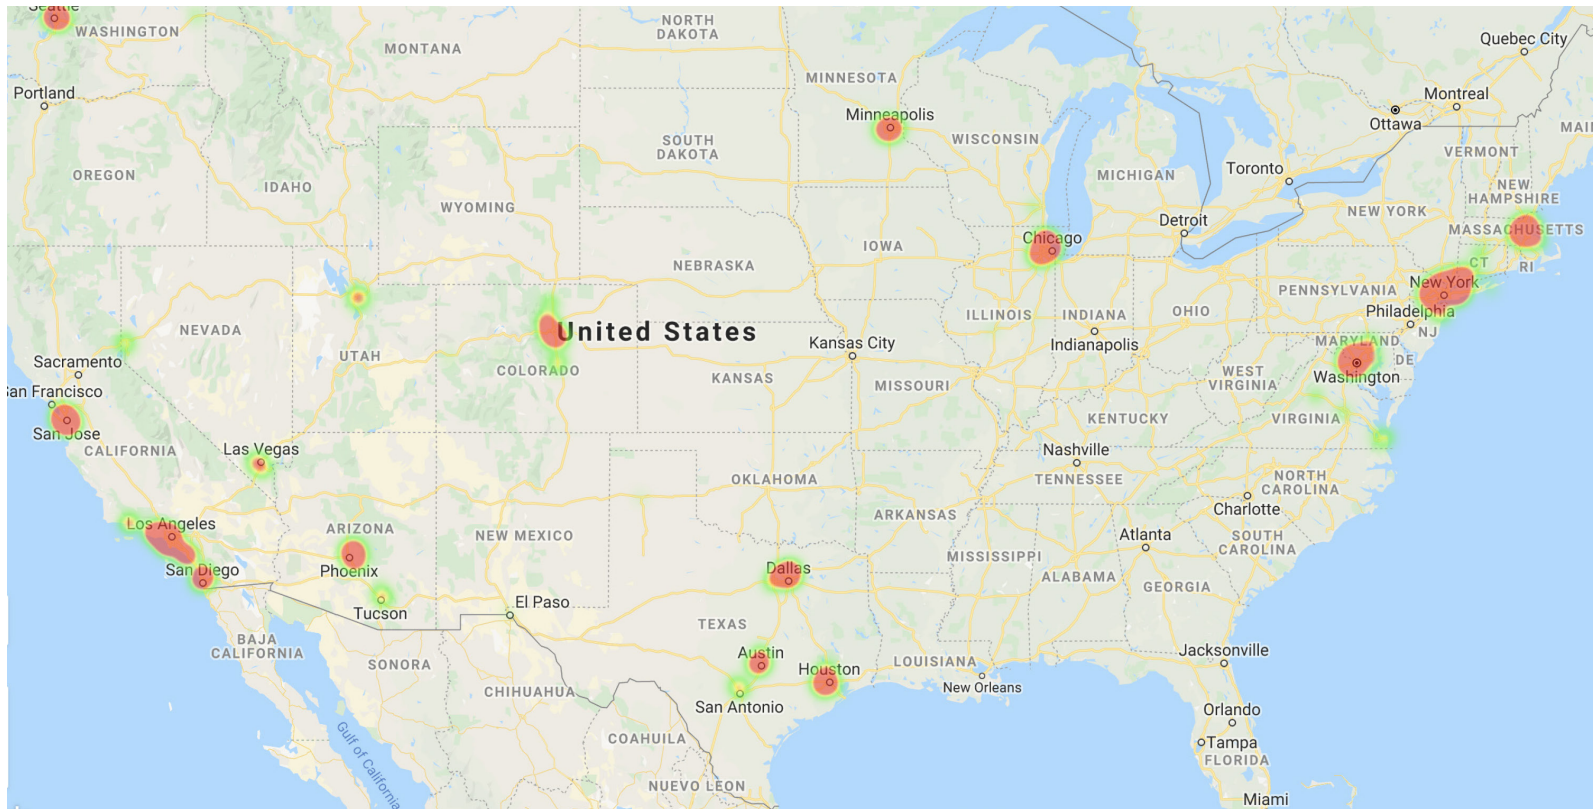 Seattle
WASHINGTON
NORTH
DAKOTA
MONTANA
Quebec City
MINNESOTA
Portland
Montreal
Minneapolis
Ottawa
SOUTH
DAKOTA
WISCONSIN
MAI
VERMONT
OREGON
IDAHO
MICHIGAN
Toronto
NEW
HAMPSHIRE
WYOMING
NEW YORK
Detroit
MASSACHUSETTS
Chicago
IOWA
NEBRASKA
CT
RI
New York
PENNSYLVANIA
Philadelphia
NJ
NEVADA
United States
ILLINOIS
INDIANA
OHIO
Indianapolis
Kansas City
MARYLAND
DE
UTAH
Sacramento
COLORADO
KANSAS
MISSOURI
WEST
VIRGINIA
Washington
San Francisco
San Jose
CALIFORNIA
KENTUCKY
VIRGINIA
Las Vegas
Nashville
TENNESSEE
OKLAHOMA
NORTH
CAROLINA
Charlotte
Los Angeles
ARIZONA
NEW MEXICO
ARKANSAS
Atlanta
SOUTH
CAROLINA
MISSISSIPPI
San Diego
Phoenix
Dallas
ALABAMA
GEORGIA
El Paso
Tucson
TEXAS
BAJA
CALIFORNIA
SONORA
Austin
Houston
LOUISIANA
Jacksonville
CHIHUAHUA
New Orleans
San Antonio
Orlando
Gulf of California
COAHUILA
Tampa
FLORIDA
NUEVO LEON
Miami